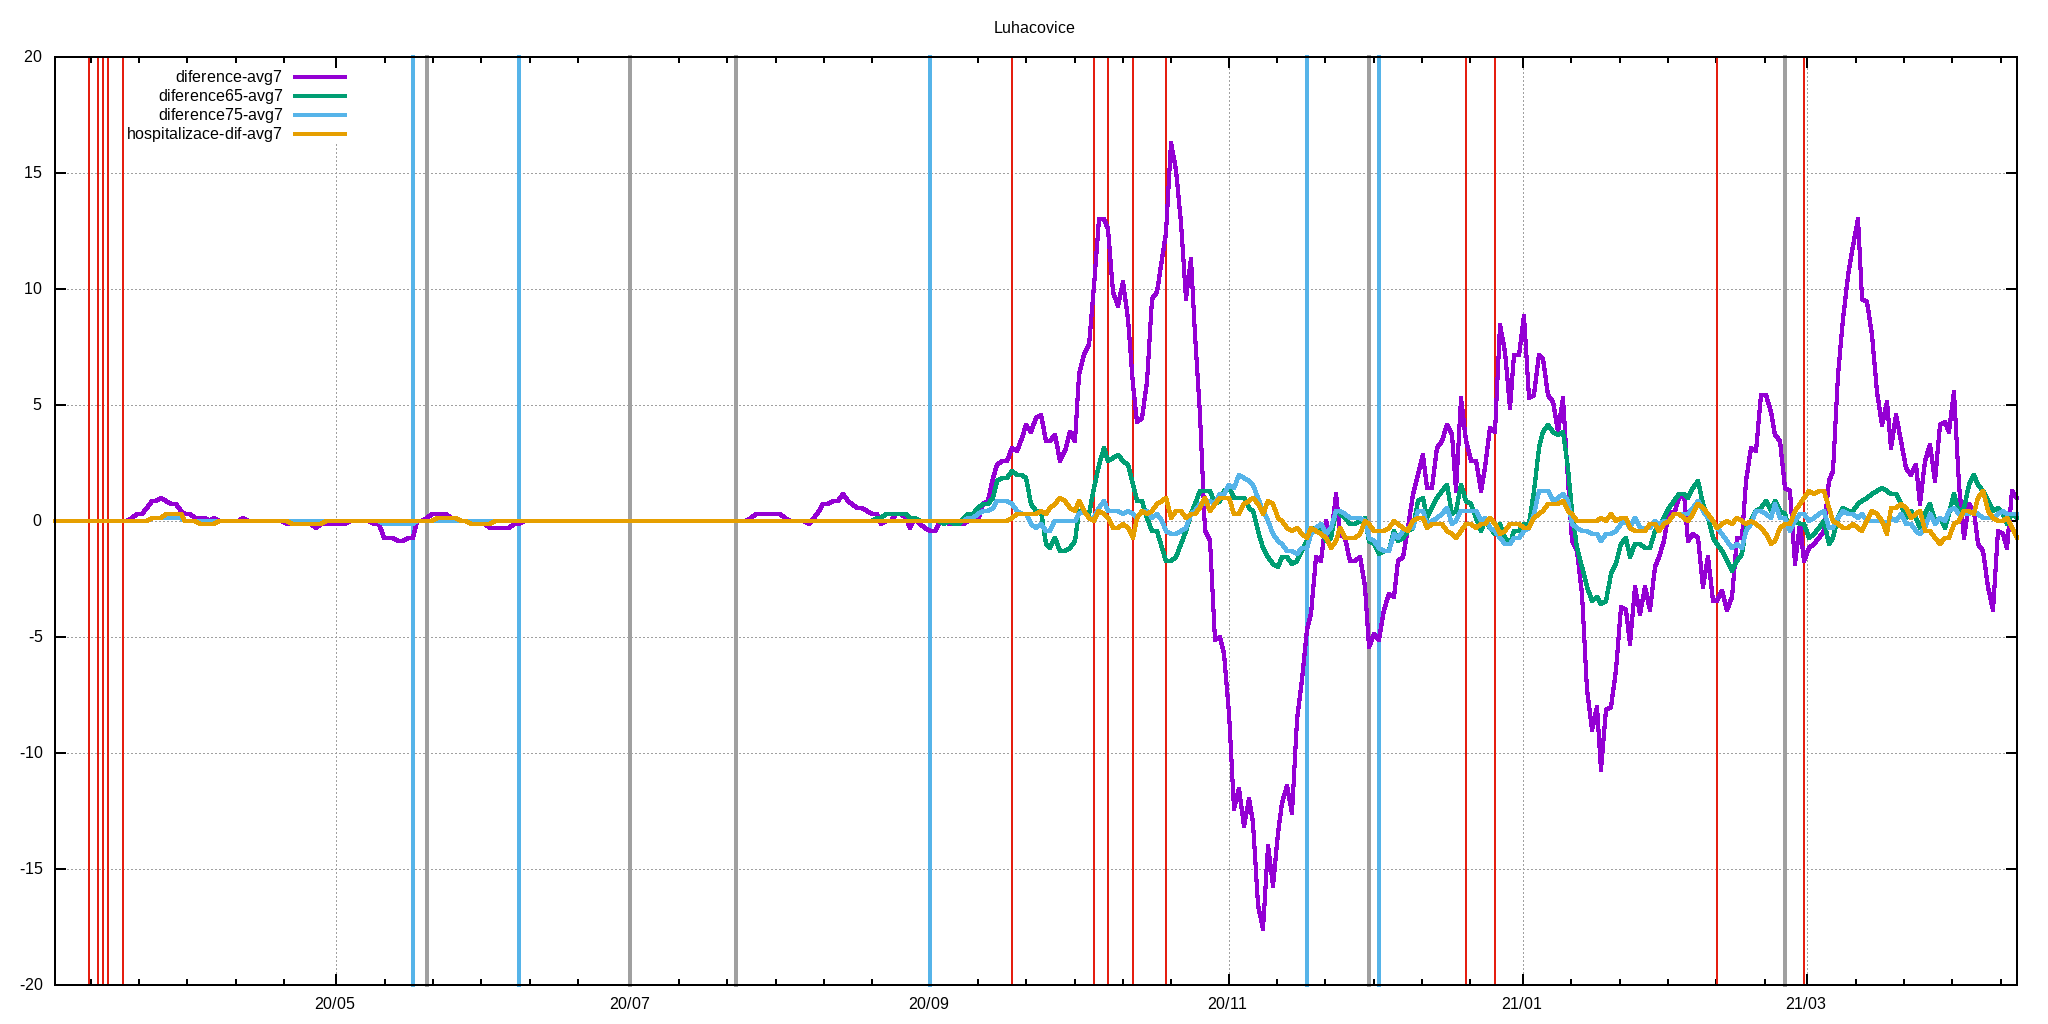 Luhacovice
20
15
10
5
0
-5
-10
-15
-20
diference-avg7
diference65-avg7
diference75-avg7
hospitalizace-dif-avg7
20/05 20/07 20/09 20/11 21/01 21/03